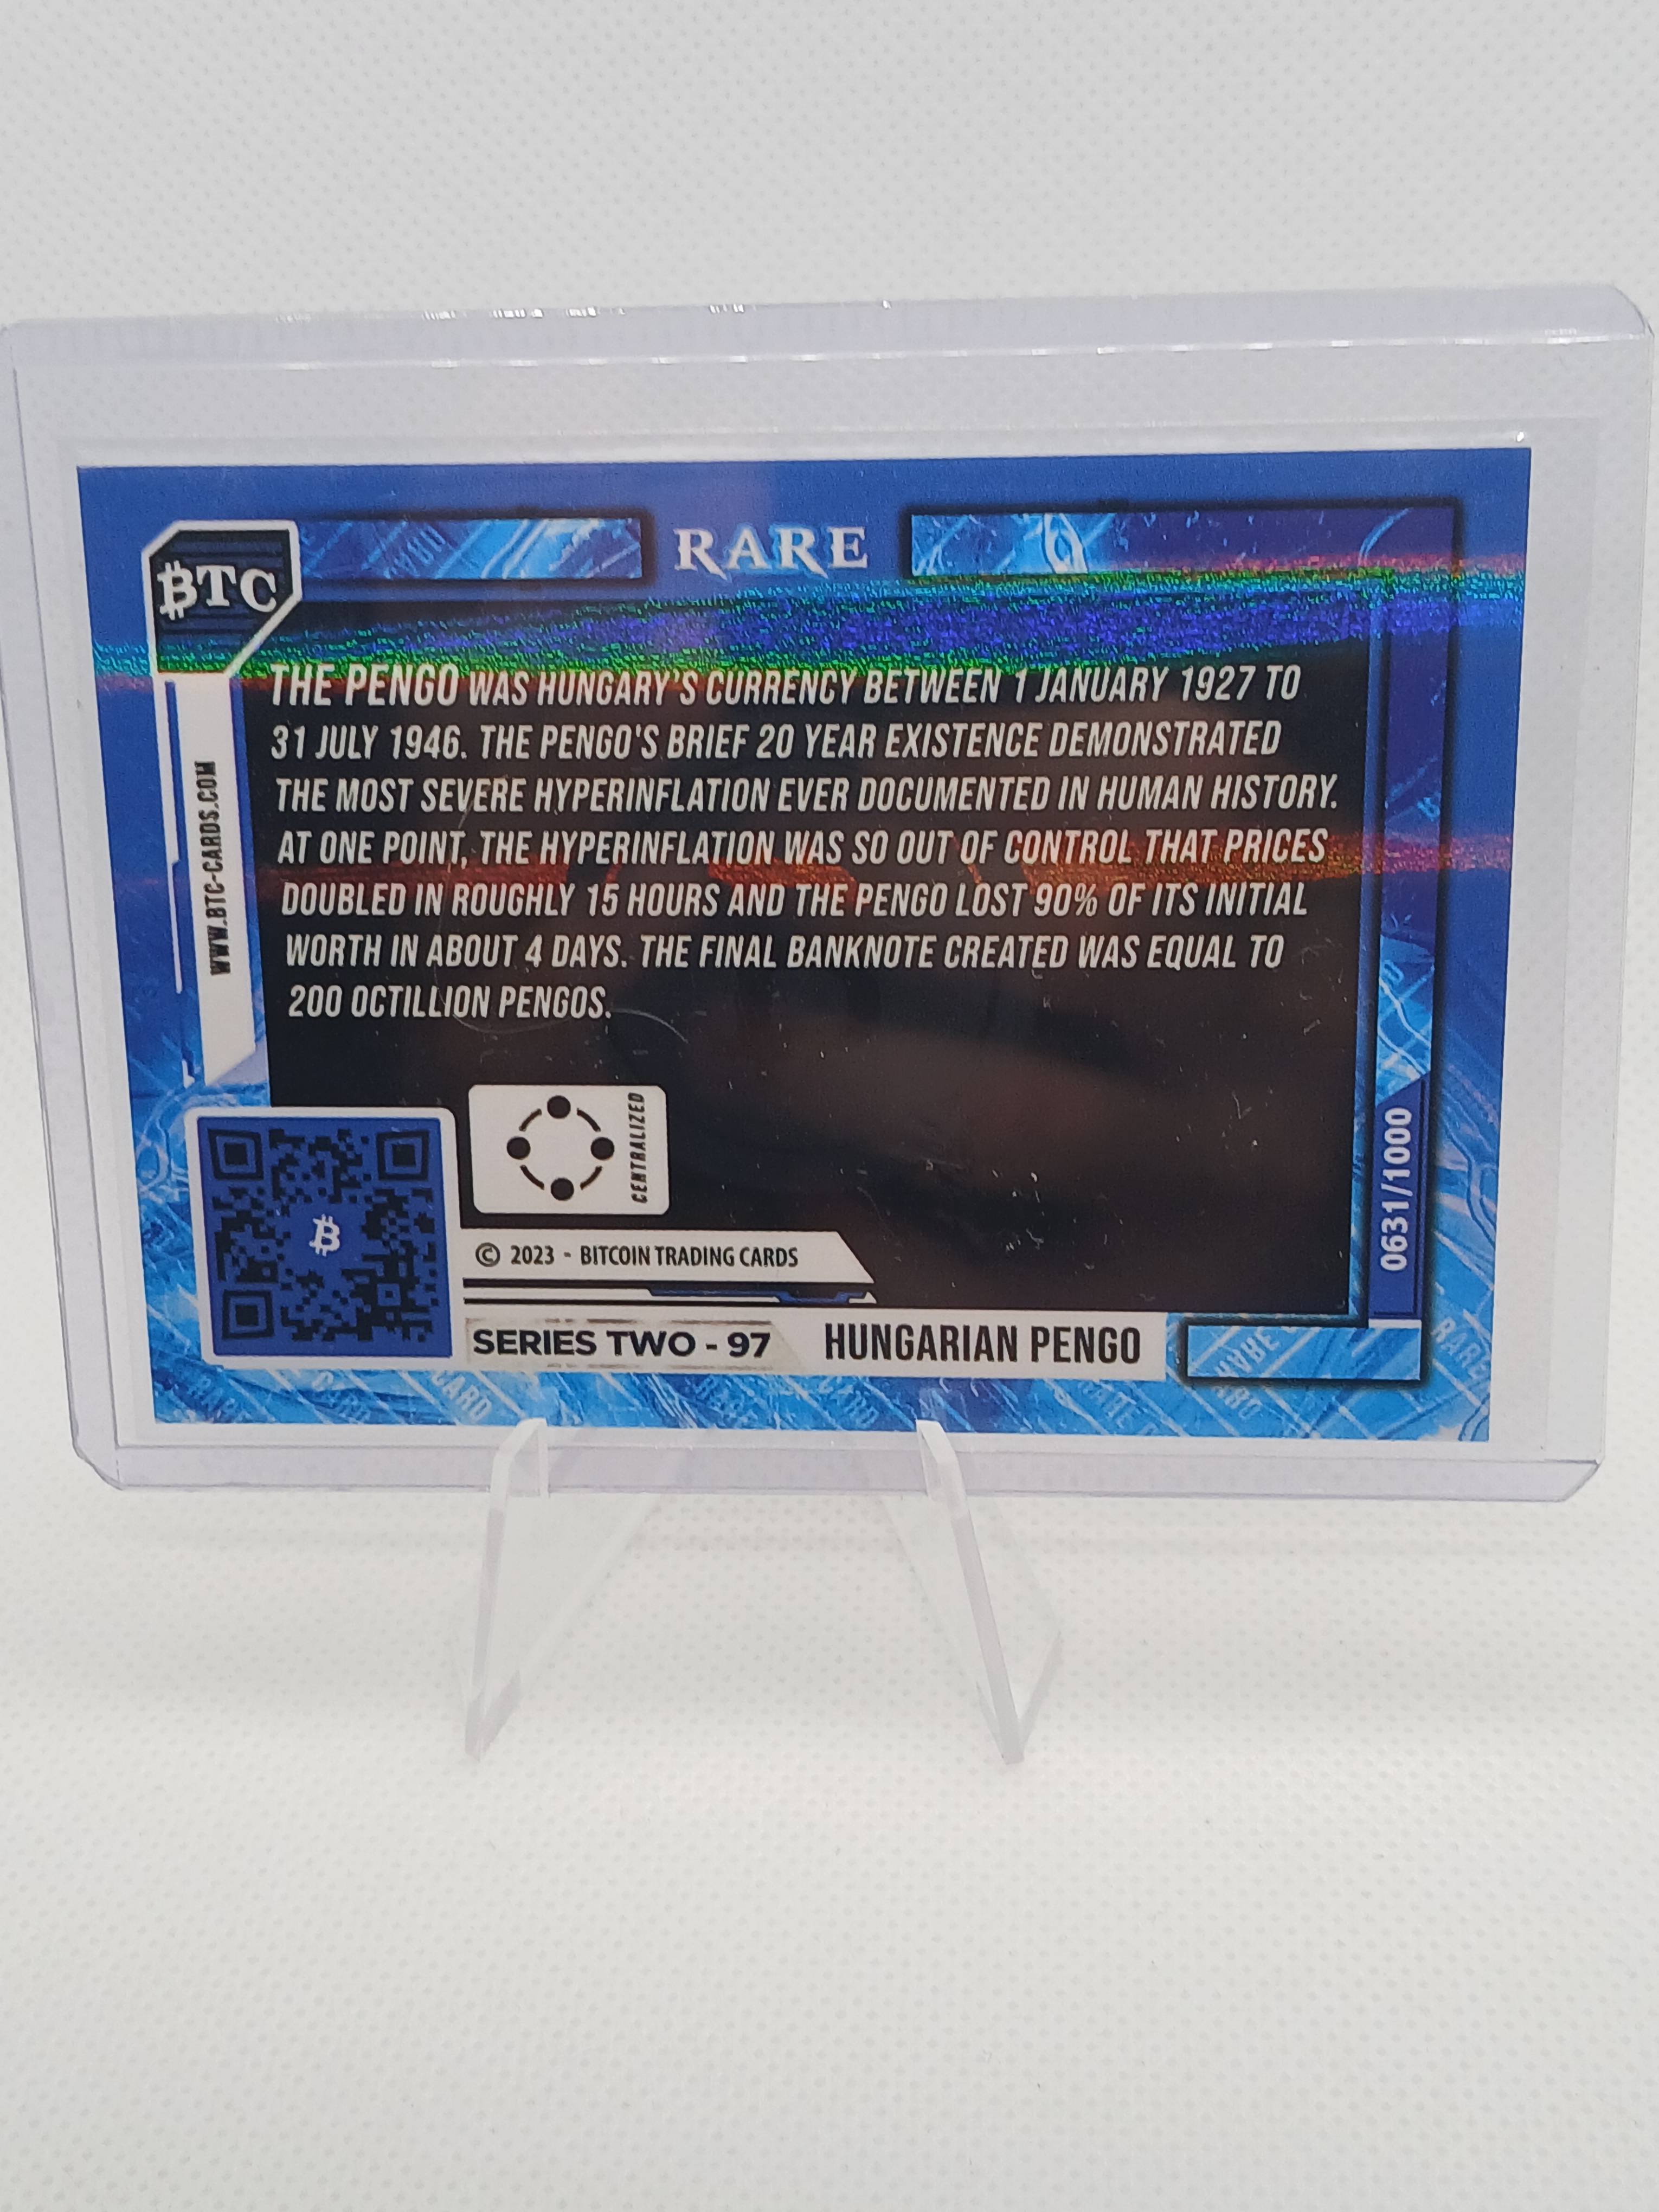 RARE
BTC
THE PENGO WAS HUNGARY'S CURRENCY BETWEEN 1 JANUARY 1927 TO
31 JULY 1946. THE PENGO'S BRIEF 20 YEAR EXISTENCE DEMONSTRATED
THE MOST SEVERE HYPERINFLATION EVER DOCUMENTED IN HUMAN HISTORY.
AT ONE POINT, THE HYPERINFLATION WAS SO OUT OF CONTROL THAT PRICES
DOUBLED IN ROUGHLY 15 HOURS AND THE PENGO LOST 90% OF ITS INITIAL
WORTH IN ABOUT 4 DAYS. THE FINAL BANKNOTE CREATED WAS EQUAL TO
200 OCTILLION PENGOS.
WWW.BTC-CARDS.COM
CENTRALIZED
0631/1000
© 2023 - BITCOIN TRADING CARDS
SERIES TWO - 97
HUNGARIAN PENGO